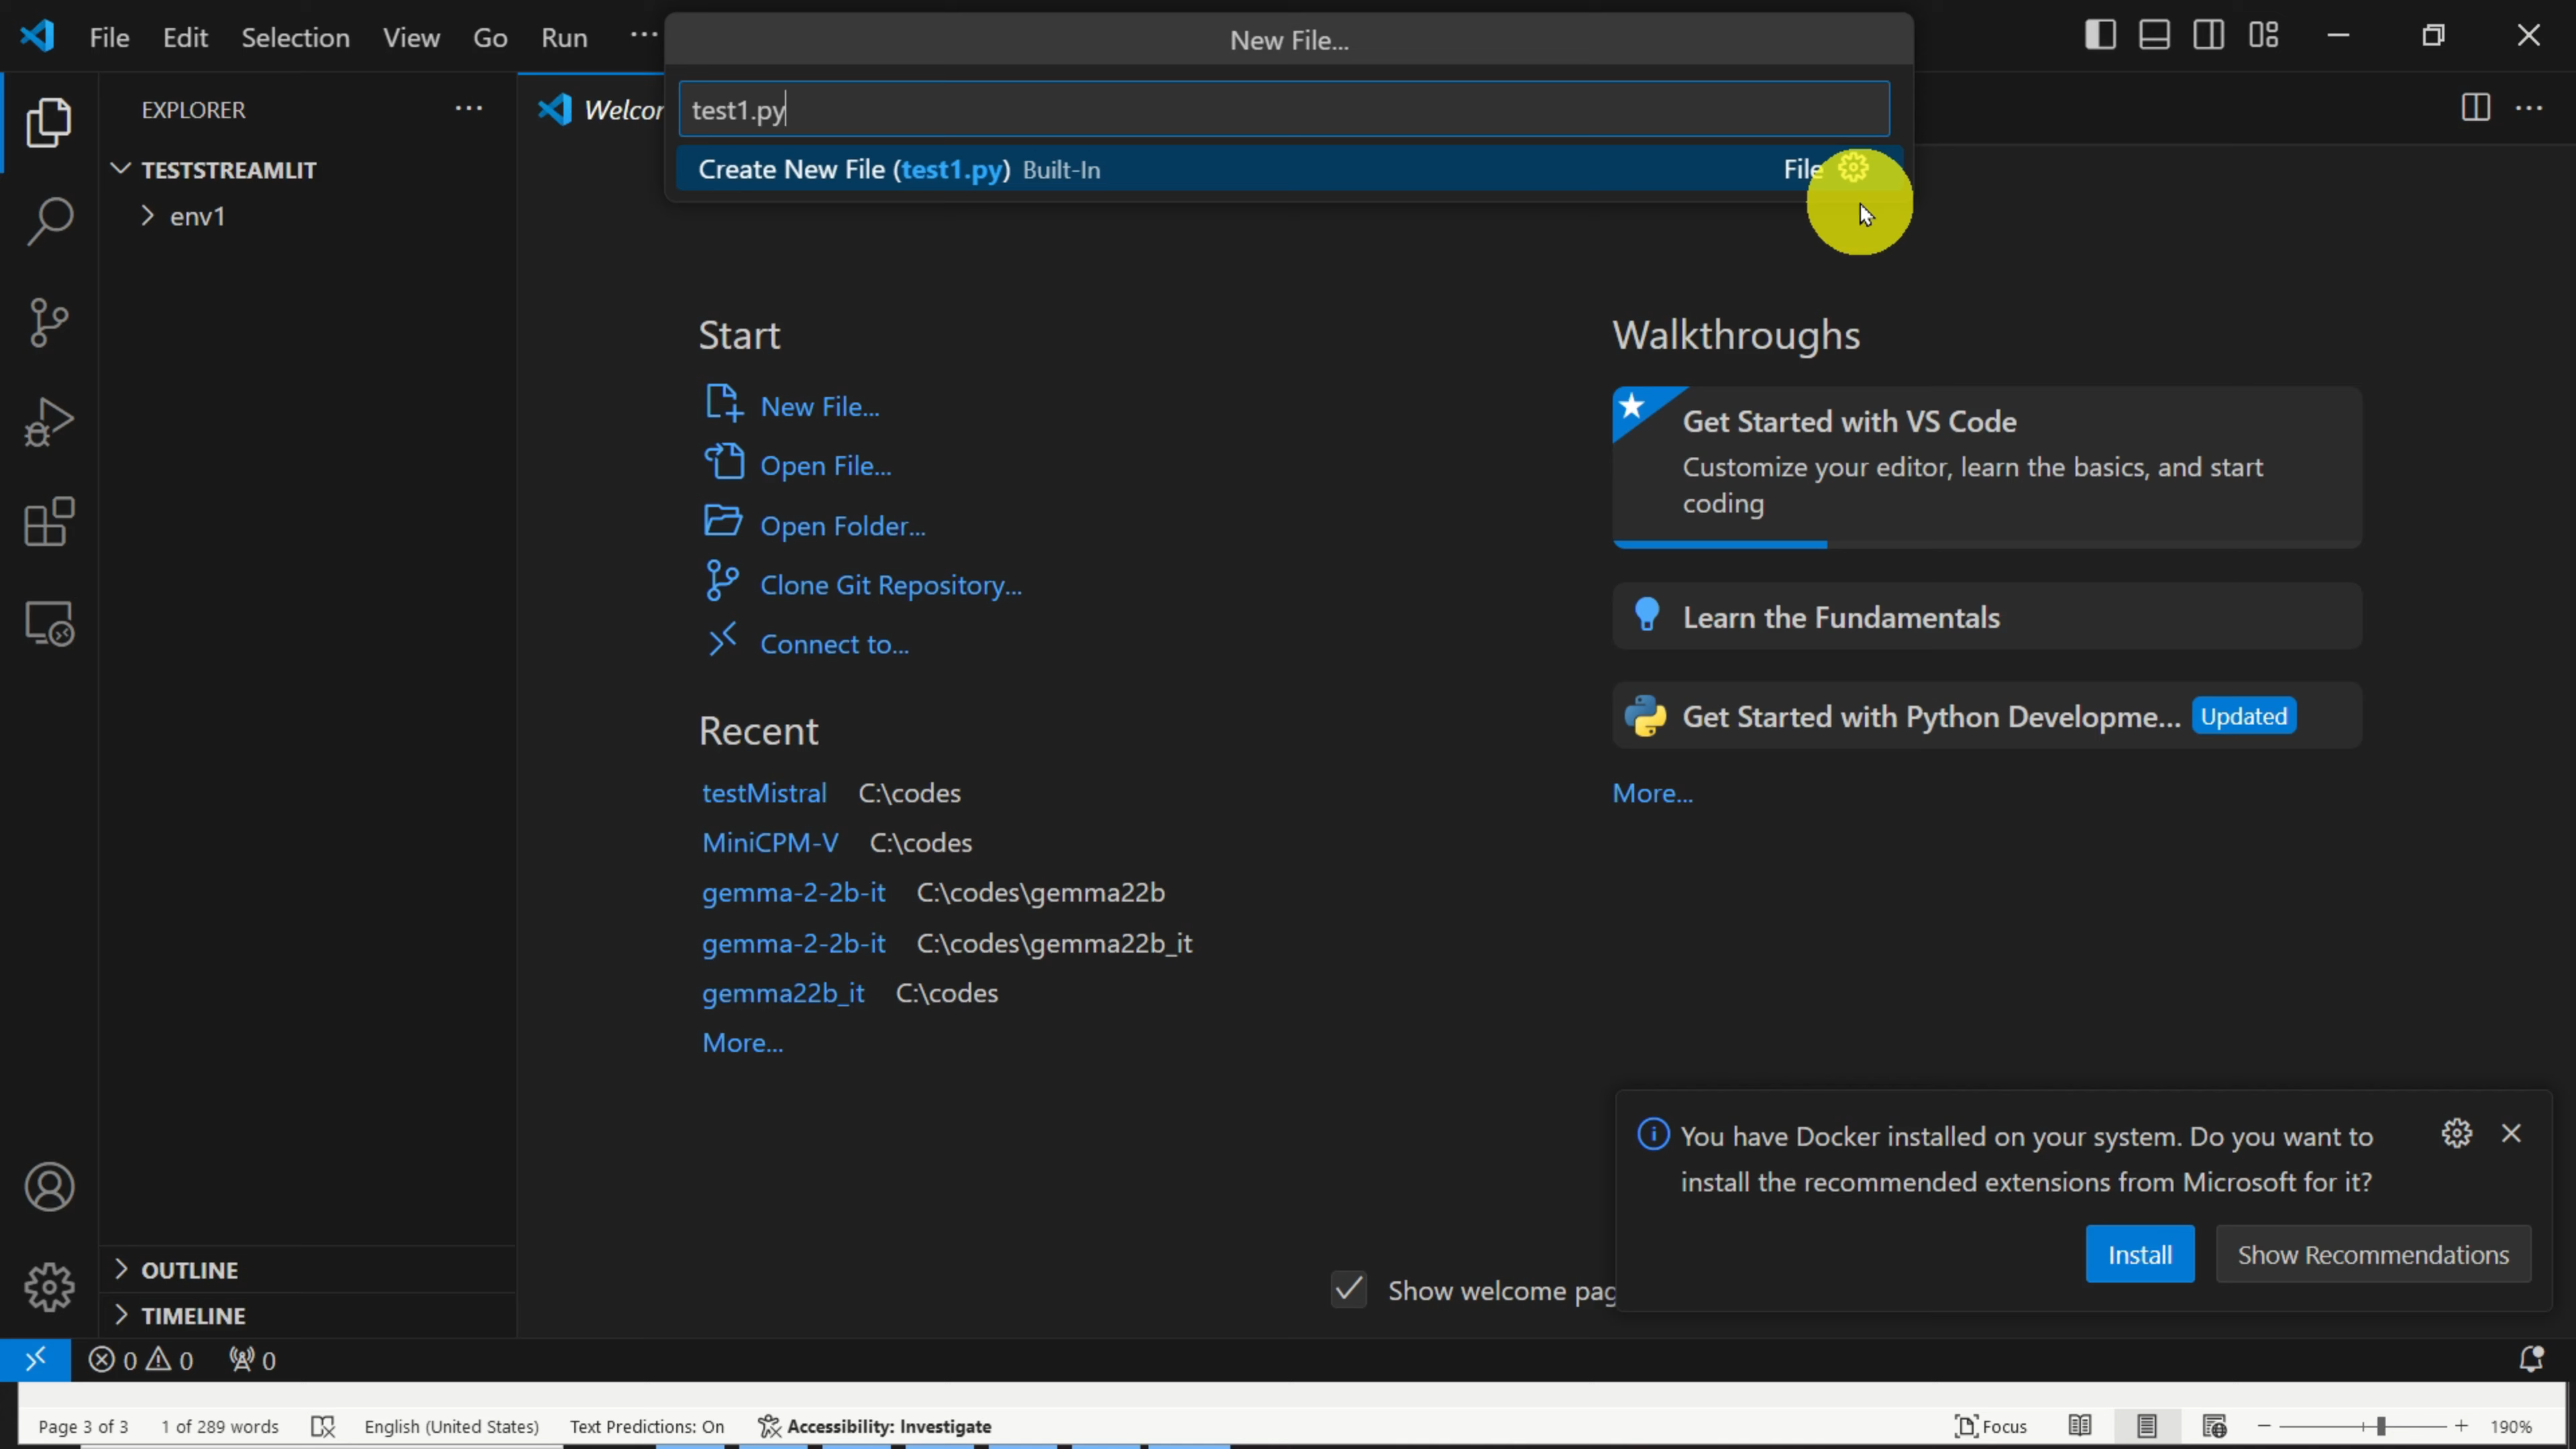 File Edit Selection View Go Run ···
New File...
test1.py
Create New File (test1.py) Built-In File
EXPLORER ···
TESTSTREAMLIT
env1
Start
New File...
Open File...
Open Folder...
Clone Git Repository...
Connect to...
Recent
testMistral C:\codes
MiniCPM-V C:\codes
gemma-2-2b-it C:\codes\gemma22b
gemma-2-2b-it C:\codes\gemma22b_it
gemma22b_it C:\codes
More...
Walkthroughs
Get Started with VS Code
Customize your editor, learn the basics, and start
coding
Learn the Fundamentals
Get Started with Python Developme... Updated
More...
You have Docker installed on your system. Do you want to
install the recommended extensions from Microsoft for it?
Install Show Recommendations
Show welcome
OUTLINE
TIMELINE
0 0 0
Page 3 of 3 1 of 289 words English (United States) Text Predictions: On Accessibility: Investigate Focus 190%